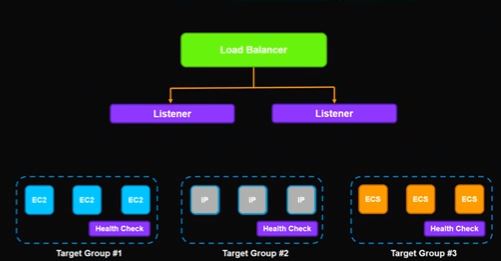 Load Balancer
Listener
Listener
EC2
EC2
EC2
Health Check
Target Group #1
IP
IP
IP
Health Check
Target Group #2
ECS
ECS
ECS
Health Check
Target Group #3